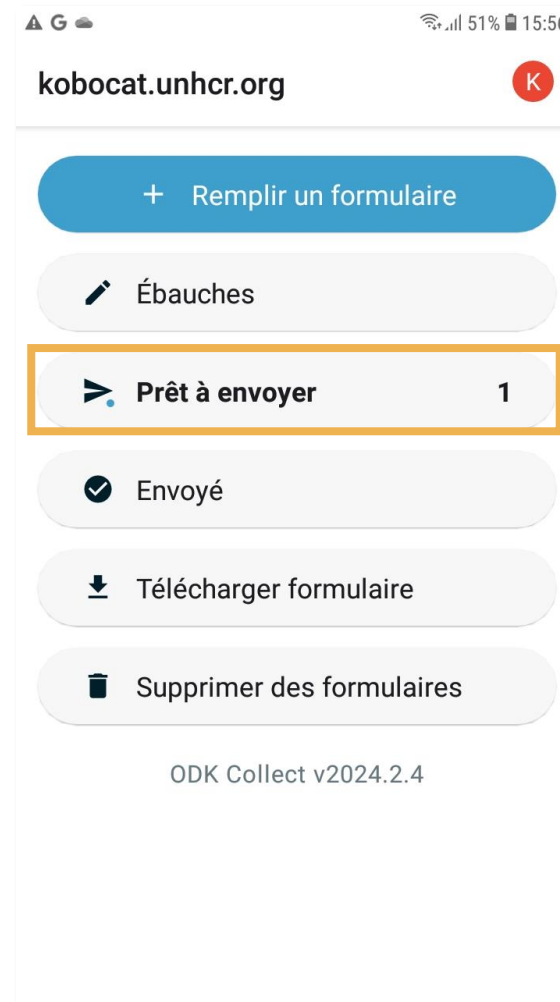 G 51% 15:56
kobocat.unhcr.org K
+ Remplir un formulaire
Ébauches
Prêt à envoyer 1
Envoyé
Télécharger formulaire
Supprimer des formulaires
ODK Collect v2024.2.4